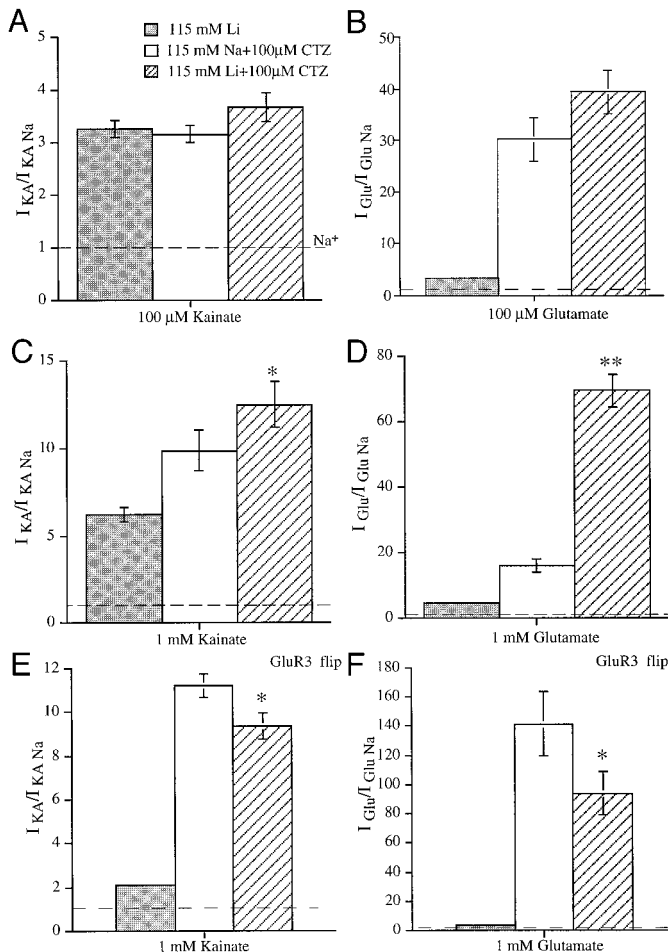 A
115 mM Li
115 mM Na+100μM CTZ
115 mM Li+100μM CTZ
I KA/I KA Na
5
4
3
2
1
0
Na+
100 μM Kainate
B
I Glu/I Glu Na
50
40
30
20
10
0
100 μM Glutamate
C
I KA/I KA Na
15
10
5
0
*
1 mM Kainate
D
I Glu/I Glu Na
80
60
40
20
0
**
1 mM Glutamate
E
GluR3 flip
I KA/I KA Na
12
10
8
6
4
2
0
*
1 mM Kainate
F
GluR3 flip
I Glu/I Glu Na
180
160
140
120
100
80
60
40
20
0
*
1 mM Glutamate